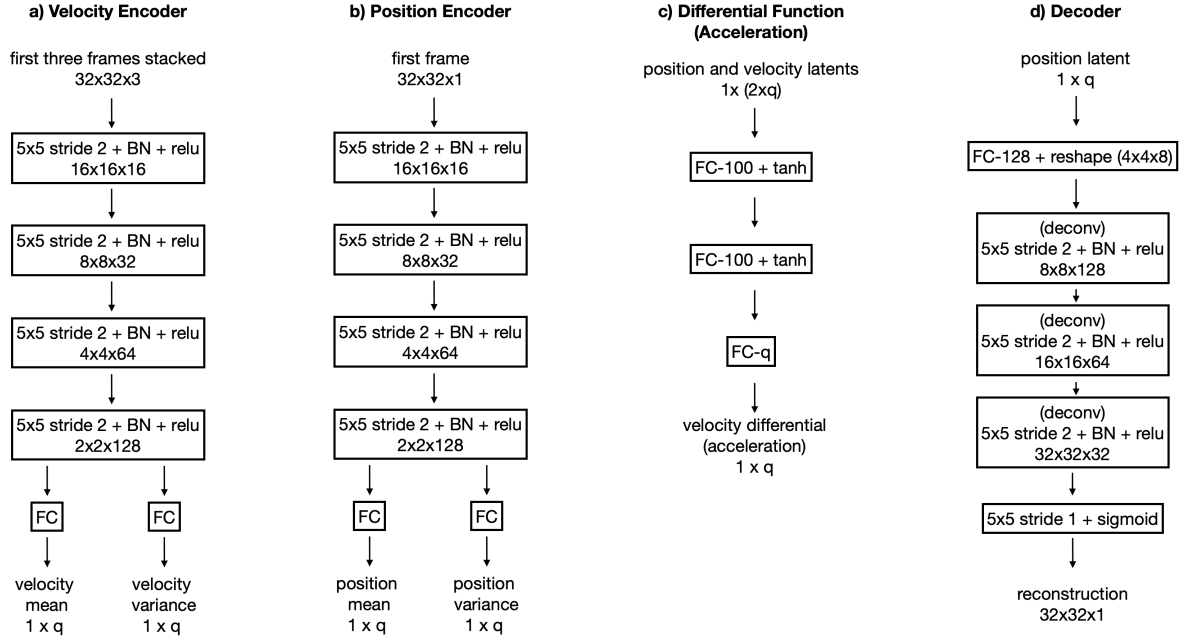 a) Velocity Encoder
first three frames stacked
32x32x3
5x5 stride 2 + BN + relu
16x16x16
5x5 stride 2 + BN + relu
8x8x32
5x5 stride 2 + BN + relu
4x4x64
5x5 stride 2 + BN + relu
2x2x128
FC
FC
velocity
mean
1 x q
velocity
variance
1 x q
b) Position Encoder
first frame
32x32x1
5x5 stride 2 + BN + relu
16x16x16
5x5 stride 2 + BN + relu
8x8x32
5x5 stride 2 + BN + relu
4x4x64
5x5 stride 2 + BN + relu
2x2x128
FC
FC
position
mean
1 x q
position
variance
1 x q
c) Differential Function
(Acceleration)
position and velocity latents
1x (2xq)
FC-100 + tanh
FC-100 + tanh
FC-q
velocity differential
(acceleration)
1 x q
d) Decoder
position latent
1 x q
FC-128 + reshape (4x4x8)
(deconv)
5x5 stride 2 + BN + relu
8x8x128
(deconv)
5x5 stride 2 + BN + relu
16x16x64
(deconv)
5x5 stride 2 + BN + relu
32x32x32
5x5 stride 1 + sigmoid
reconstruction
32x32x1